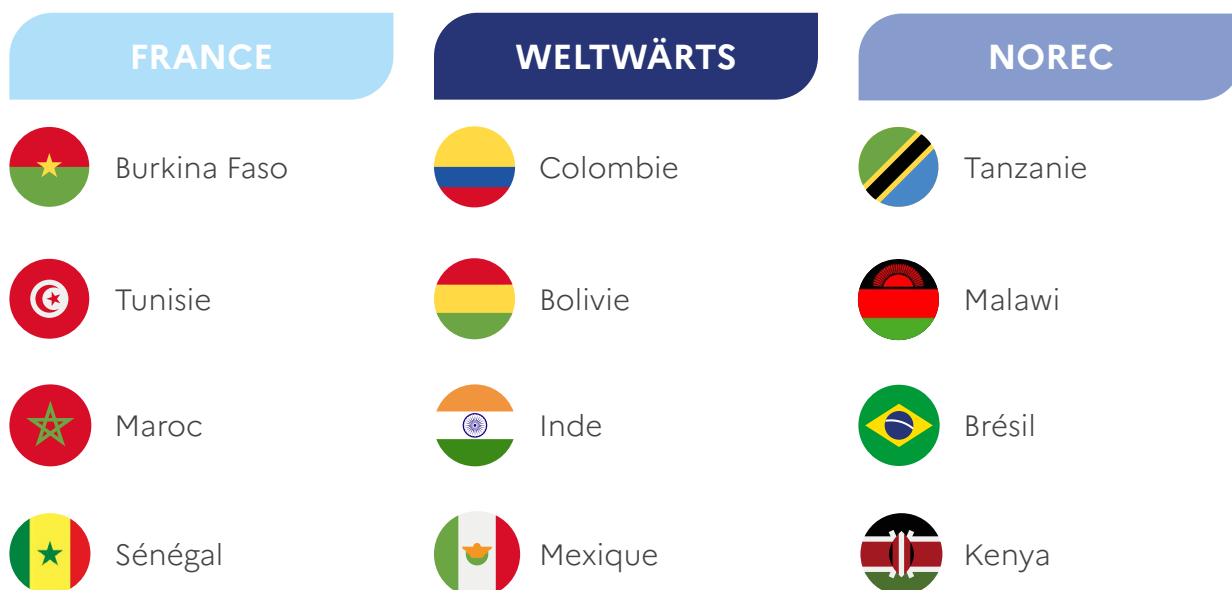 FRANCE
Burkina Faso
Tunisie
Maroc
Sénégal
WELTWÄRTS
Colombie
Bolivie
Inde
Mexique
NOREC
Tanzanie
Malawi
Brésil
Kenya